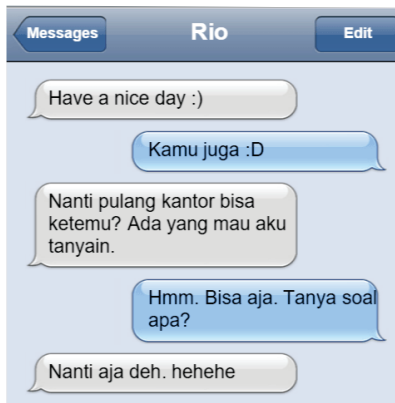 Messages
Rio
Edit
Have a nice day :)
Kamu juga :D
Nanti pulang kantor bisa
ketemu? Ada yang mau aku
tanyain.
Hmm. Bisa aja. Tanya soal
apa?
Nanti aja deh. hehehe